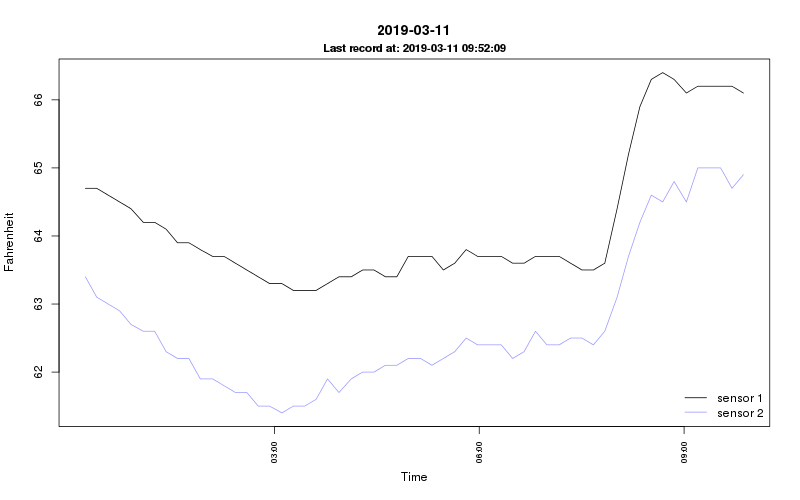 2019-03-11
Last record at: 2019-03-11 09:52:09
Fahrenheit
66
65
64
63
62
sensor 1
sensor 2
03:00
06:00
09:00
Time